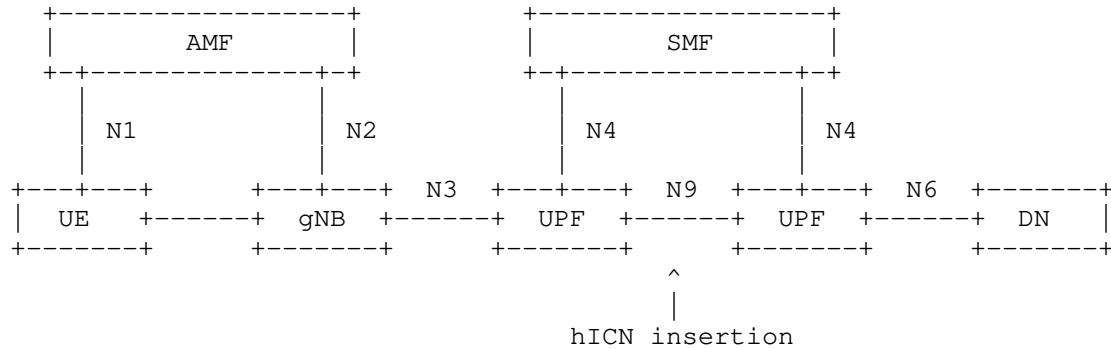 AMF SMF
N1 N2 N4 N4
N3 N9 N6
UE gNB UPF UPF DN
hICN insertion